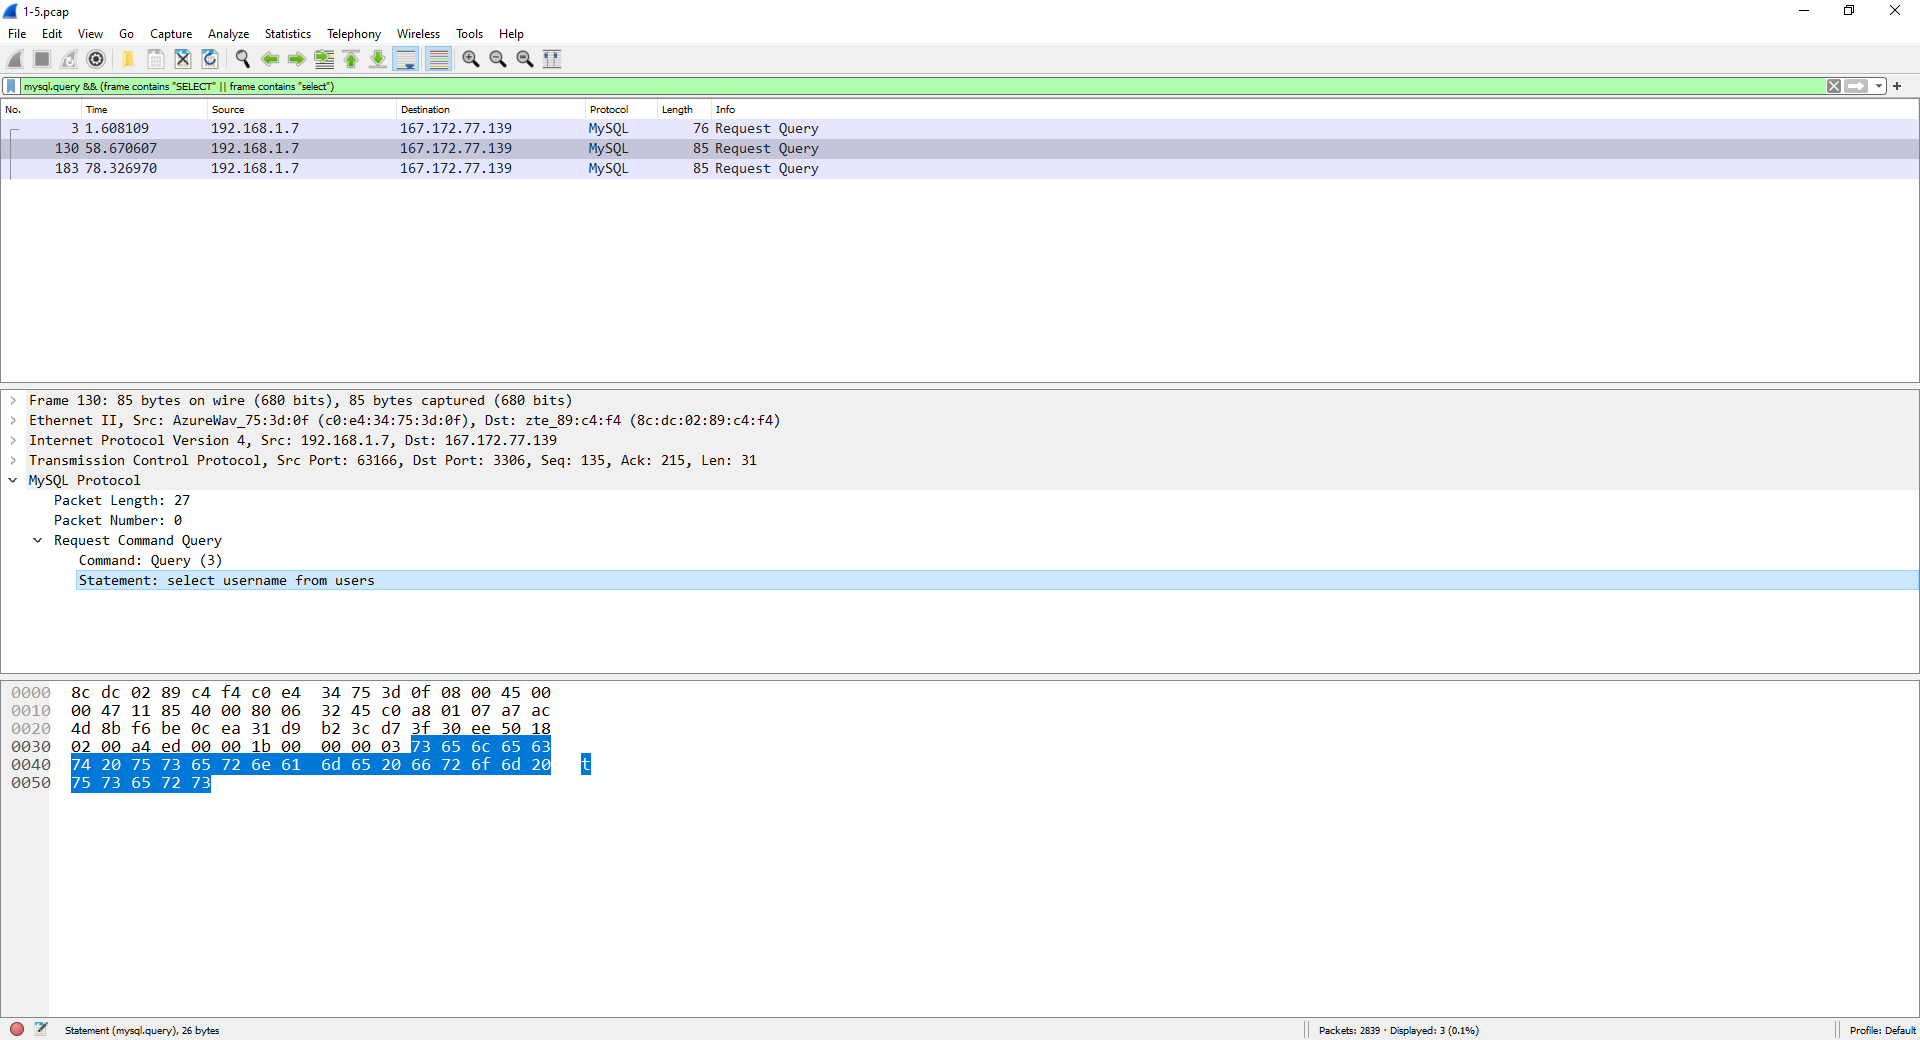 1-5.pcap
File Edit View Go Capture Analyze Statistics Telephony Wireless Tools Help
mysql.query && (frame contains "SELECT" || frame contains "select")
No. Time Source Destination Protocol Length Info
3 1.608109 192.168.1.7 167.172.77.139 MySQL 76 Request Query
130 58.670607 192.168.1.7 167.172.77.139 MySQL 85 Request Query
183 78.326970 192.168.1.7 167.172.77.139 MySQL 85 Request Query
Frame 130: 85 bytes on wire (680 bits), 85 bytes captured (680 bits)
Ethernet II, Src: AzureWav_75:3d:0f (c0:e4:34:75:3d:0f), Dst: zte_89:c4:f4 (8c:dc:02:89:c4:f4)
Internet Protocol Version 4, Src: 192.168.1.7, Dst: 167.172.77.139
Transmission Control Protocol, Src Port: 63166, Dst Port: 3306, Seq: 135, Ack: 215, Len: 31
MySQL Protocol
Packet Length: 27
Packet Number: 0
Request Command Query
Command: Query (3)
Statement: select username from users
0000 8c dc 02 89 c4 f4 c0 e4 34 75 3d 0f 08 00 45 00
0010 00 47 11 85 40 00 80 06 32 45 c0 a8 01 07 a7 ac
0020 4d 8b f6 be 0c ea 31 d9 b2 3c d7 3f 30 ee 50 18
0030 02 00 a4 ed 00 00 1b 00 00 00 03 73 65 6c 65 63
0040 74 20 75 73 65 72 6e 61 6d 65 20 66 72 6f 6d 20 t
0050 75 73 65 72 73
Statement (mysql.query), 26 bytes
Packets: 2839 · Displayed: 3 (0.1%)
Profile: Default